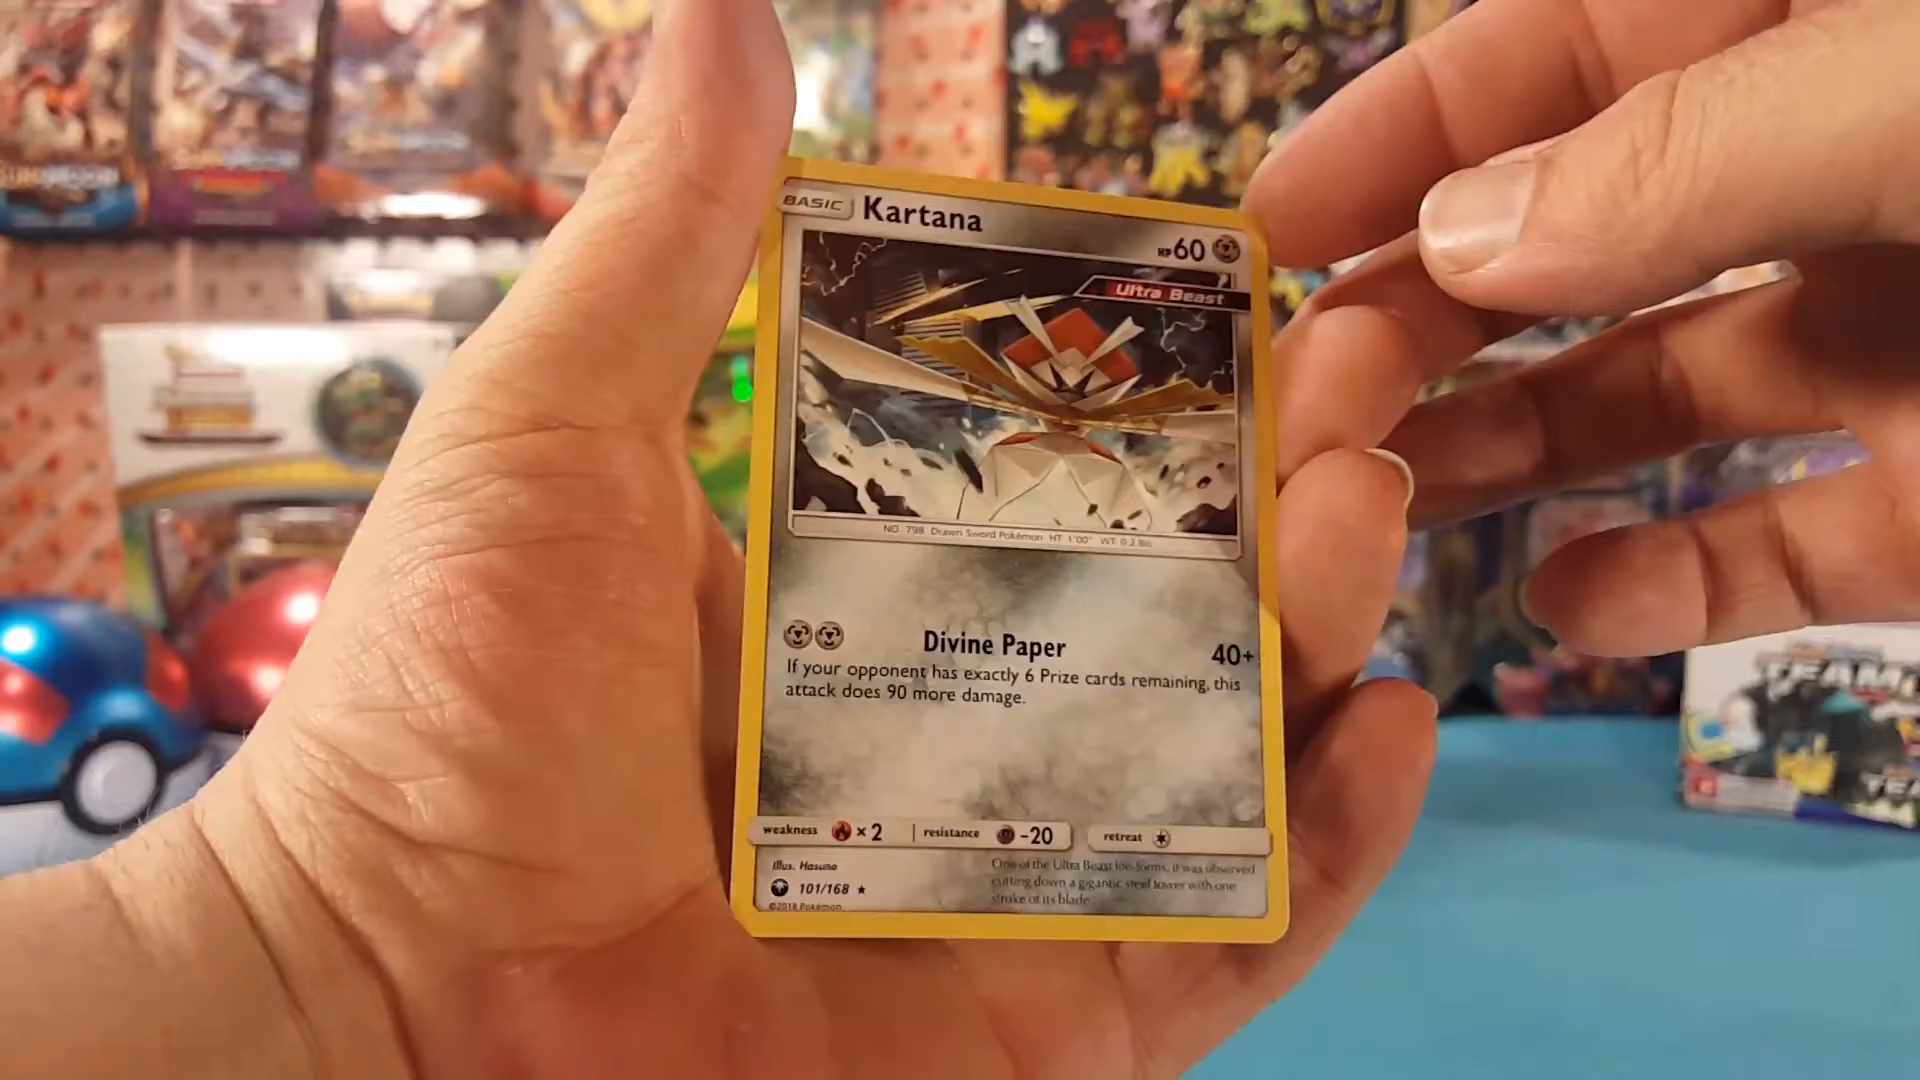 BASIC Kartana HP 60
Ultra Beast
NO. 798 Drawn Sword Pokémon HT 1'00" WT 0.2 lbs
Divine Paper 40+
If your opponent has exactly 6 Prize cards remaining, this
attack does 90 more damage.
weakness × 2 resistance -20 retreat
Illus. Hasuno
101/168
©2018 Pokémon
One of the Ultra Beast life-forms, it was observed
cutting down a gigantic steel tower with one
stroke of its blade.
TEAM